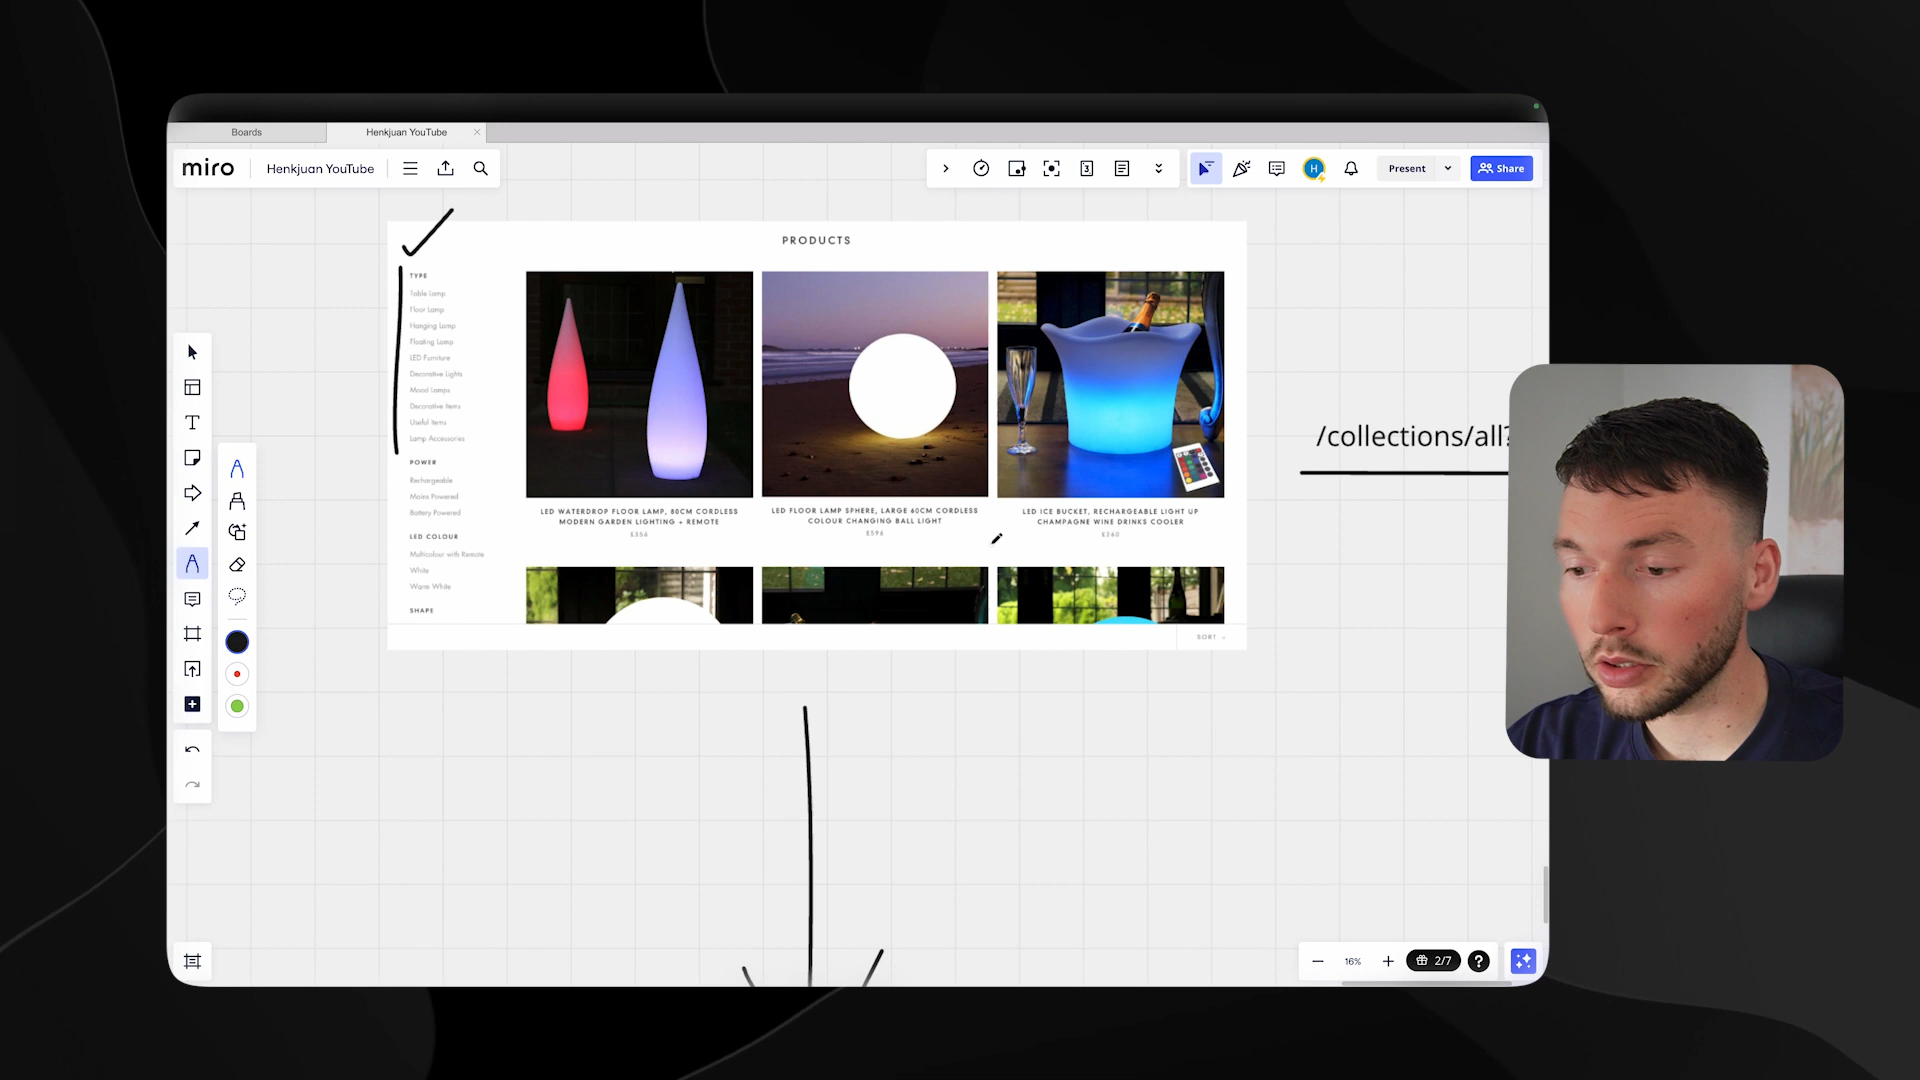 Boards
Henkjuan YouTube
miro
Henkjuan YouTube
3
H
Present
Share
PRODUCTS
TYPE
Table Lamp
Floor Lamp
Hanging Lamp
Floating Lamp
LED Furniture
Decorative Lights
Mood Lamps
Decorative Items
Useful Items
Lamp Accessories
POWER
Rechargeable
Mains Powered
Battery Powered
LED COLOUR
Multicolour with Remote
White
Warm White
SHAPE
LED WATERDROP FLOOR LAMP, 80CM CORDLESS
MODERN GARDEN LIGHTING + REMOTE
£356
LED FLOOR LAMP SPHERE, LARGE 60CM CORDLESS
COLOUR CHANGING BALL LIGHT
£596
LED ICE BUCKET, RECHARGEABLE LIGHT UP
CHAMPAGNE WINE DRINKS COOLER
£260
SORT
/collections/all?
16%
2/7
?